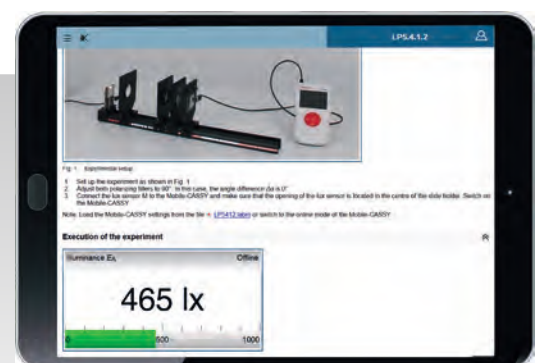 LP5.4.1.2
Fig. 1 Experimental setup
1 Set up the experiment as shown in Fig. 1
2 Adjust both polarizing filters to 90°. In this case, the angle difference Δα is 0°
3 Connect the lux sensor M to the Mobile-CASSY and make sure that the opening of the lux sensor is located in the centre of the slide holder. Switch on
the Mobile-CASSY
Note: Load the Mobile-CASSY settings from the file LP5412.labm or switch to the online mode of the Mobile-CASSY
Execution of the experiment
Illuminance Ex, Offline
465 lx
0 500 1000